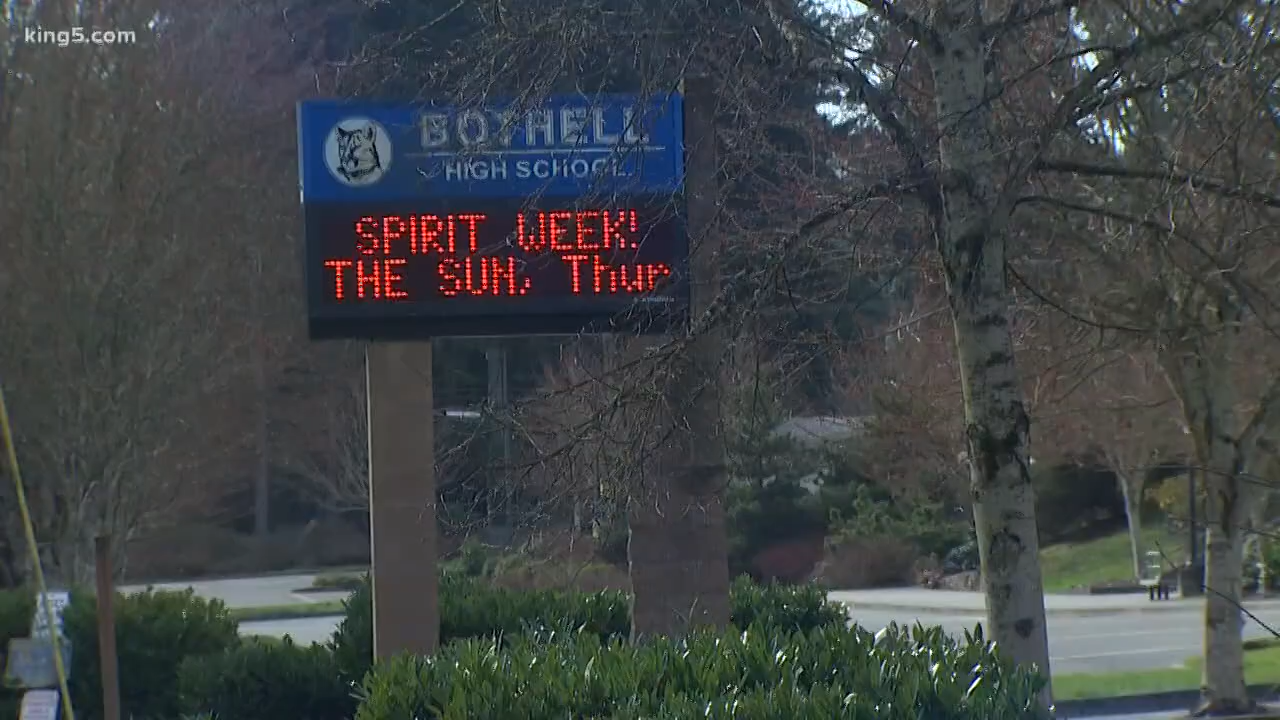 king5.com
BOTHELL
HIGH SCHOOL
SPIRIT WEEK!
THE SUN, Thur